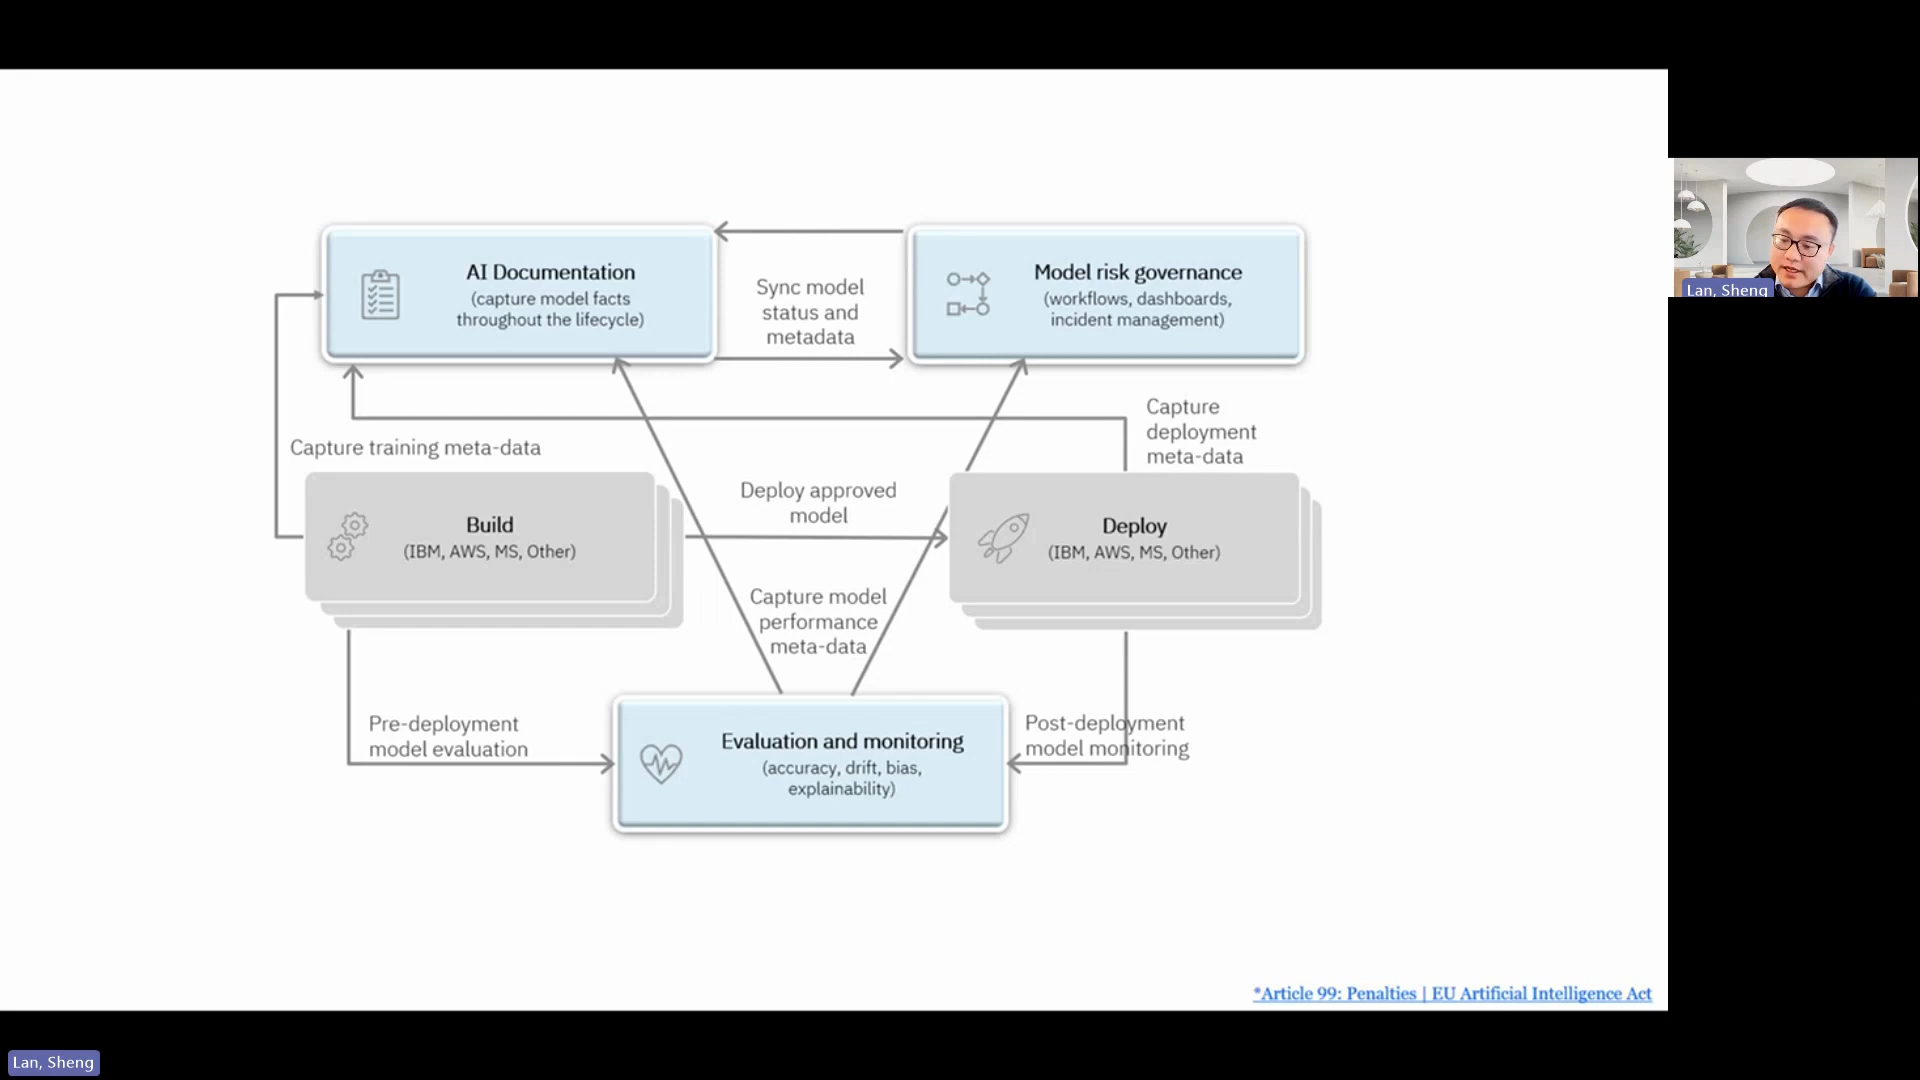 AI Documentation
(capture model facts
throughout the lifecycle)
Sync model
status and
metadata
Model risk governance
(workflows, dashboards,
incident management)
Lan, Sheng
Capture training meta-data
Capture
deployment
meta-data
Build
(IBM, AWS, MS, Other)
Deploy approved
model
Deploy
(IBM, AWS, MS, Other)
Capture model
performance
meta-data
Pre-deployment
model evaluation
Evaluation and monitoring
(accuracy, drift, bias,
explainability)
Post-deployment
model monitoring
*Article 99: Penalties | EU Artificial Intelligence Act
Lan, Sheng